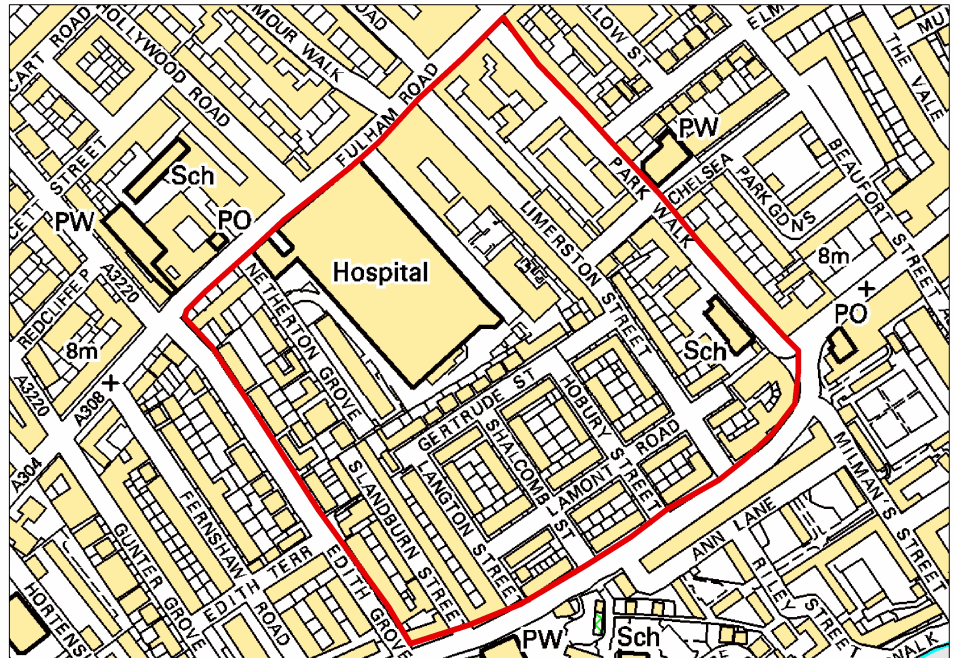 CART ROAD
HOLLYWOOD ROAD
MOUR WALK
ROAD
LOW ST
ELM
MU
THE VALE
STREET
FULHAM ROAD
PW
Sch
PARK WALK
CHELSEA
PARK GDNS
BEAUFORT
STREET
PW
PO
LIMERSTON STREET
8m
CE
REDCLIFFE P
A3220
Hospital
NETHERTON GROVE
PO
A
8m
Sch
A3220
A308
GERTRUDE ST
HOBURY STREET
SHALCOMB ST
LAMONT ROAD
A304
SLANDBURN STREET
LANGTON STREET
MILMAN'S STREET
FERNSHAW
ROAD
ANN LANE
GUNTER GROVE
EDITH TERR
EDITH GROVE
RILEY STREET
HORTENS
PW
Sch
WALK